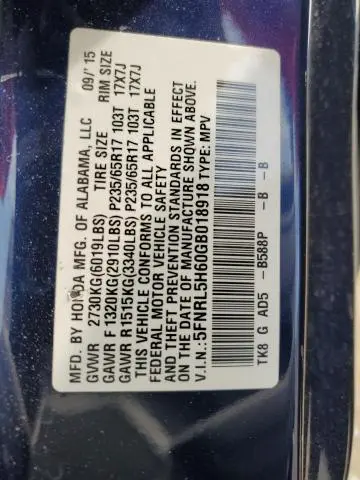 MFD. BY HONDA MFG. OF ALABAMA, LLC 09/'15
GVWR 2730KG(6019LBS) TIRE SIZE RIM SIZE
GAWR F 1320KG(2910LBS) P235/65R17 103T 17X7J
GAWR R1515KG(3340LBS) P235/65R17 103T 17X7J
THIS VEHICLE CONFORMS TO ALL APPLICABLE
FEDERAL MOTOR VEHICLE SAFETY
AND THEFT PREVENTION STANDARDS IN EFFECT
ON THE DATE OF MANUFACTURE SHOWN ABOVE.
V.I.N.: 5FNRL5H60GB018918 TYPE: MPV
TK8 G AD5 - B588P - B - B